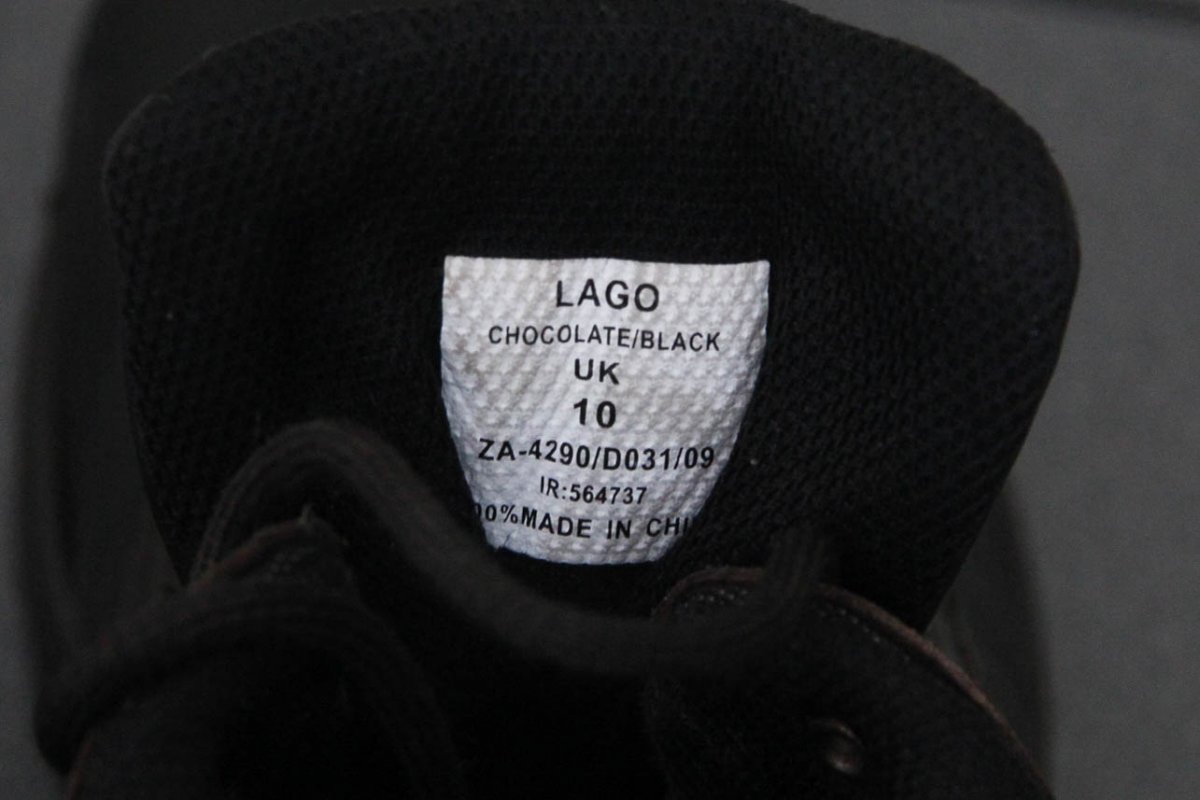 LAGO
CHOCOLATE/BLACK
UK
10
ZA-4290/D031/09
IR:564737
00%MADE IN CHI